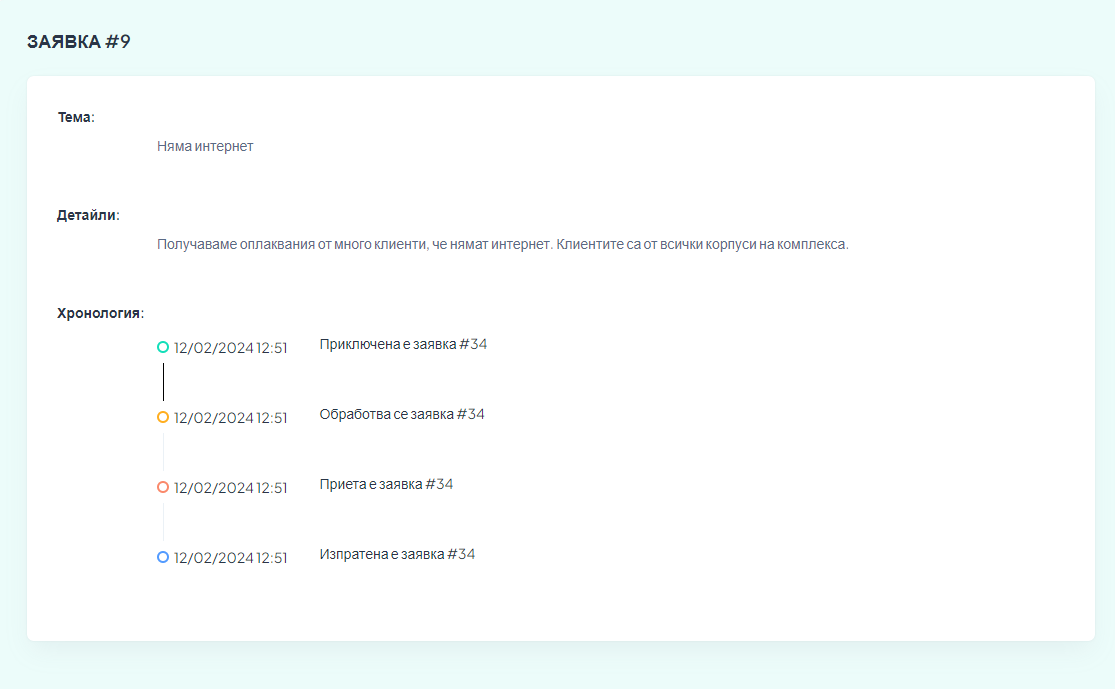 ЗАЯВКА #9
Тема:
Няма интернет
Детайли:
Получаваме оплаквания от много клиенти, че нямат интернет. Клиентите са от всички корпуси на комплекса.
Хронология:
12/02/2024 12:51 Приключена е заявка #34
12/02/2024 12:51 Обработва се заявка #34
12/02/2024 12:51 Приета е заявка #34
12/02/2024 12:51 Изпратена е заявка #34